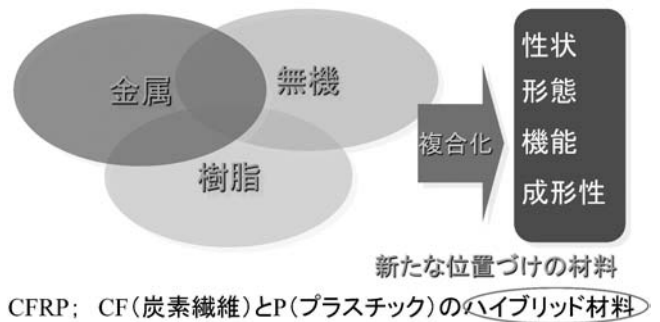 金属
無機
樹脂
複合化
性状
形態
機能
成形性
新たな位置づけの材料
CFRP; CF(炭素繊維)とP(プラスチック)のハイブリッド材料